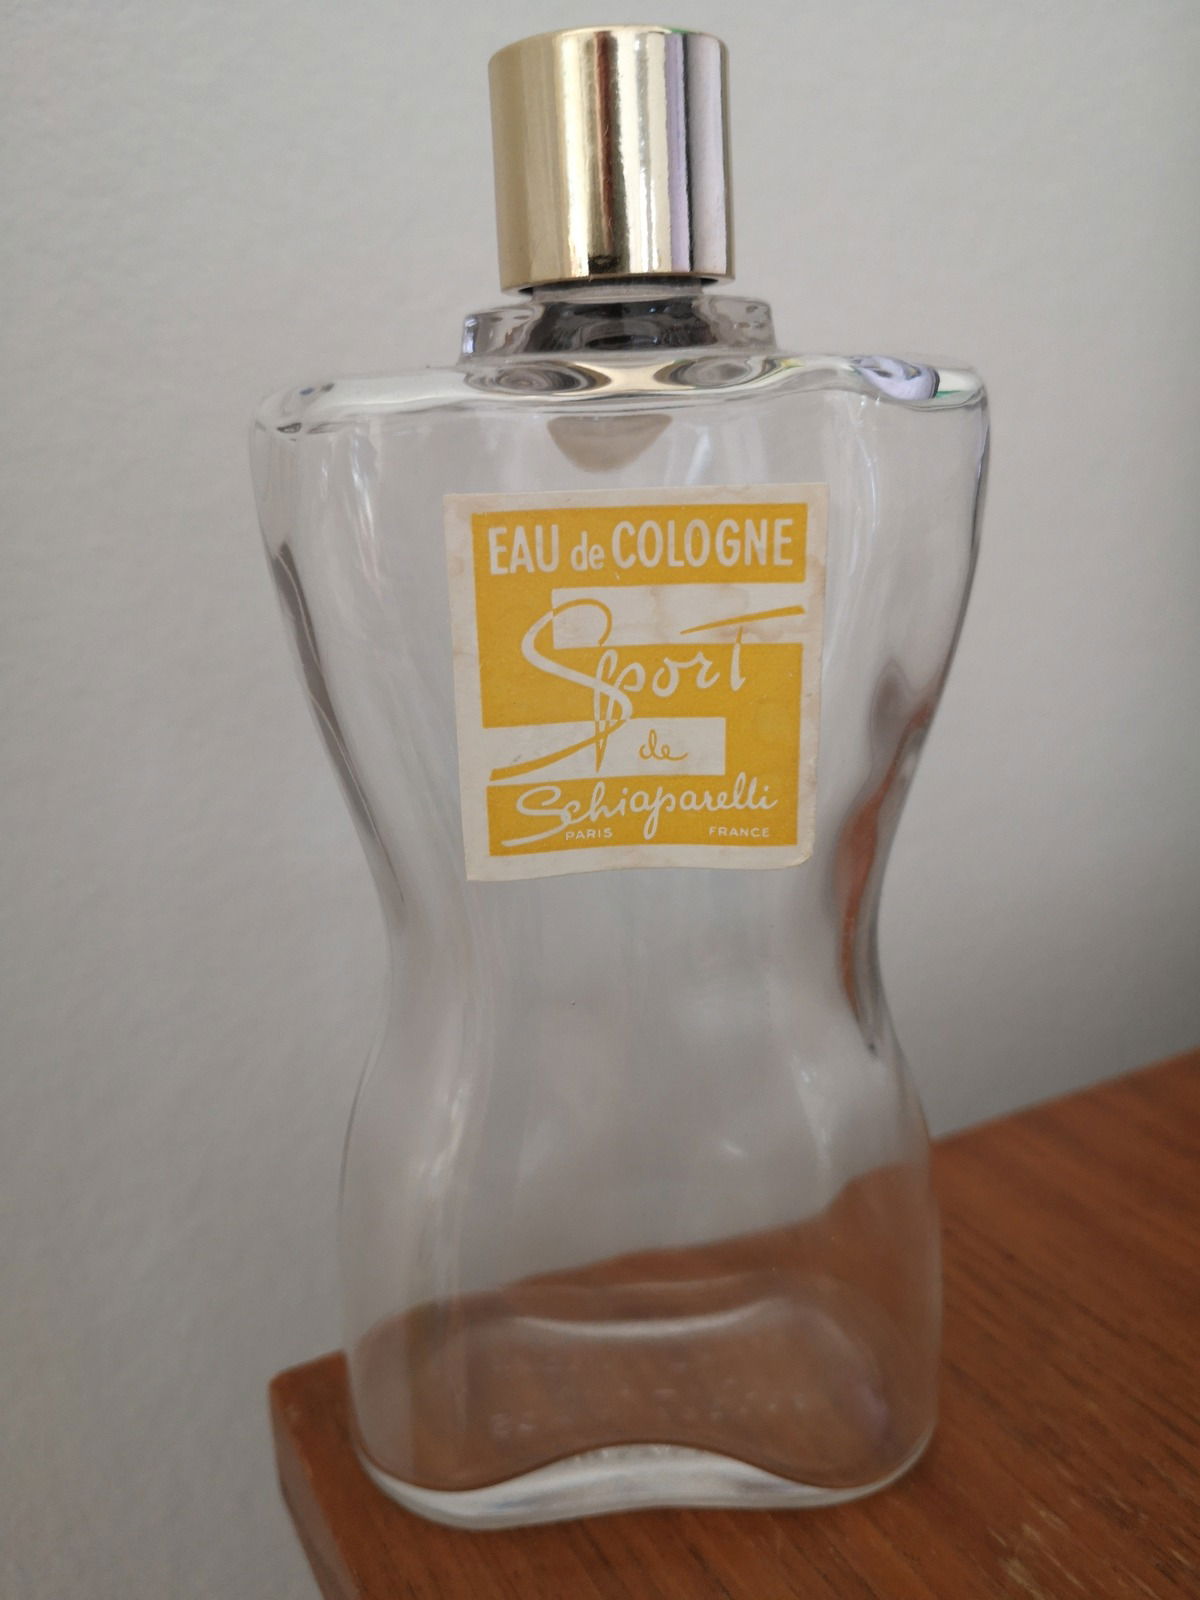 EAU de COLOGNE
Sport
de
Schiaparelli
PARIS FRANCE